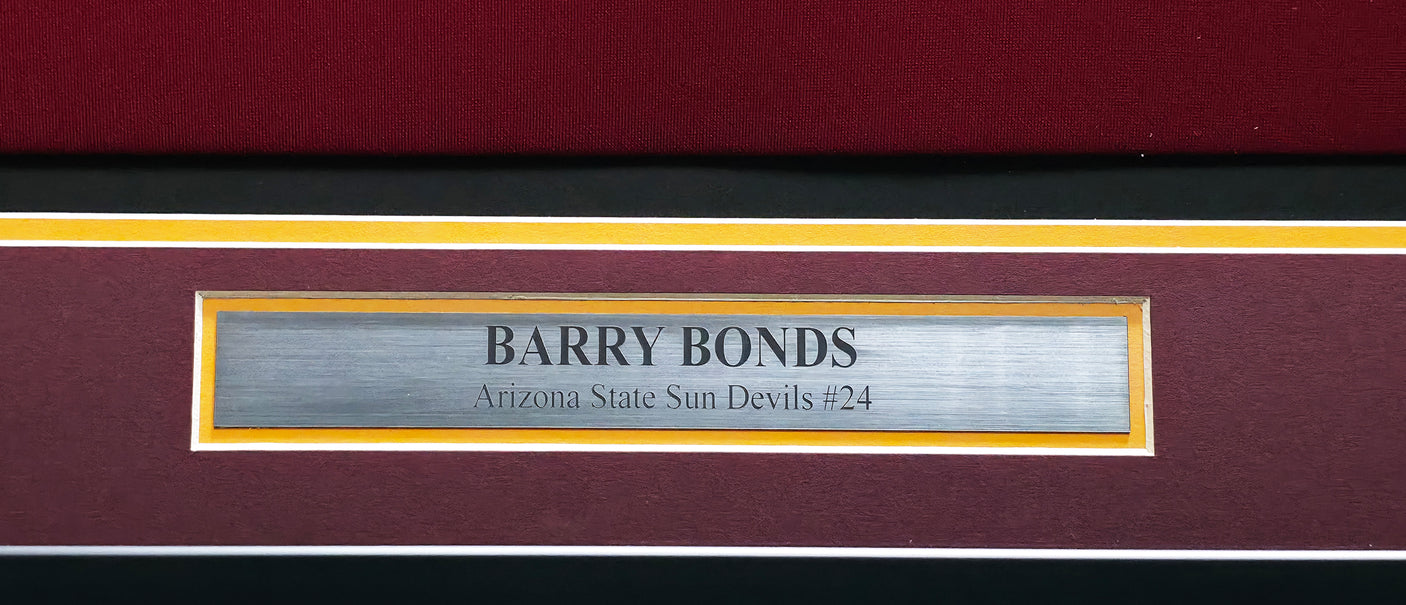 BARRY BONDS
Arizona State Sun Devils #24